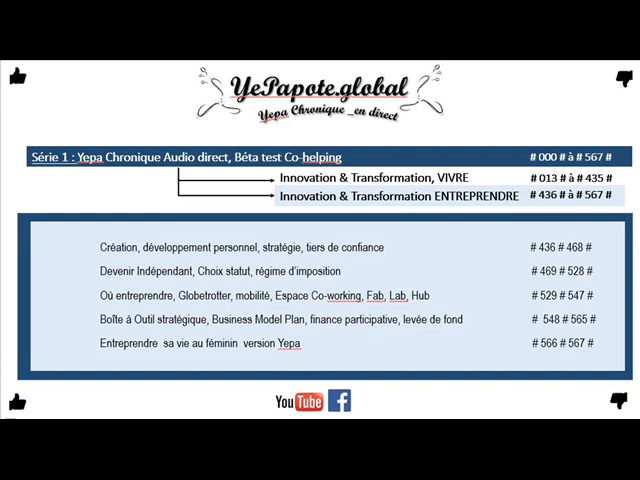 YePapote.global
Yepa Chronique _en direct
Série 1 : Yepa Chronique Audio direct, Béta test Co-helping # 000 # à # 567 #
Innovation & Transformation, VIVRE # 013 # à # 435 #
Innovation & Transformation ENTREPRENDRE # 436 # à # 567 #
Création, développement personnel, stratégie, tiers de confiance # 436 # 468 #
Devenir Indépendant, Choix statut, régime d'imposition # 469 # 528 #
Où entreprendre, Globetrotter, mobilité, Espace Co-working, Fab, Lab, Hub # 529 # 547 #
Boîte à Outil stratégique, Business Model Plan, finance participative, levée de fond # 548 # 565 #
Entreprendre sa vie au féminin version Yepa # 566 # 567 #
YouTube f